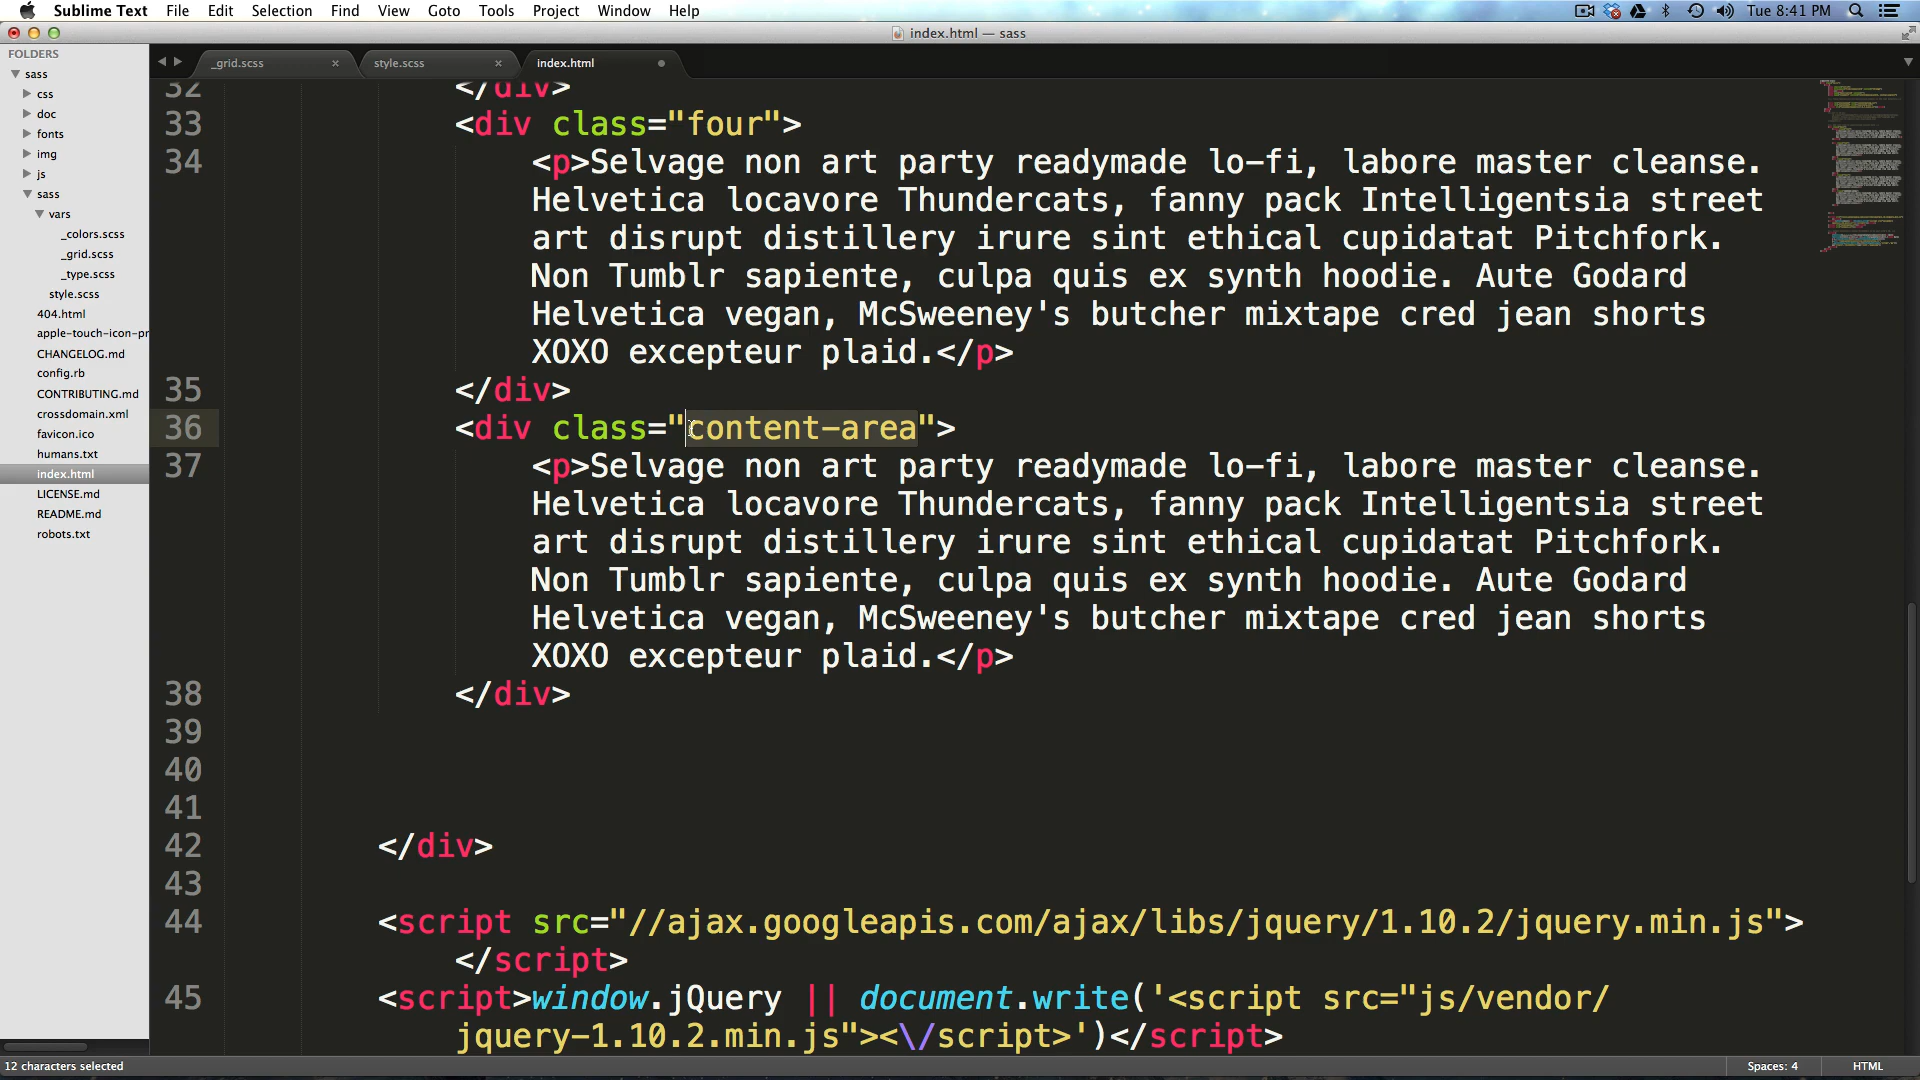 Sublime Text File Edit Selection Find View Goto Tools Project Window Help Tue 8:41 PM
index.html — sass
FOLDERS
sass
css
doc
fonts
img
js
sass
vars
_colors.scss
_grid.scss
_type.scss
style.scss
404.html
apple-touch-icon-pr
CHANGELOG.md
config.rb
CONTRIBUTING.md
crossdomain.xml
favicon.ico
humans.txt
index.html
LICENSE.md
README.md
robots.txt
_grid.scss style.scss index.html
32 </div>
33 <div class="four">
34 <p>Selvage non art party readymade lo-fi, labore master cleanse.
Helvetica locavore Thundercats, fanny pack Intelligentsia street
art disrupt distillery irure sint ethical cupidatat Pitchfork.
Non Tumblr sapiente, culpa quis ex synth hoodie. Aute Godard
Helvetica vegan, McSweeney's butcher mixtape cred jean shorts
XOXO excepteur plaid.</p>
35 </div>
36 <div class="content-area">
37 <p>Selvage non art party readymade lo-fi, labore master cleanse.
Helvetica locavore Thundercats, fanny pack Intelligentsia street
art disrupt distillery irure sint ethical cupidatat Pitchfork.
Non Tumblr sapiente, culpa quis ex synth hoodie. Aute Godard
Helvetica vegan, McSweeney's butcher mixtape cred jean shorts
XOXO excepteur plaid.</p>
38 </div>
39
40
41
42 </div>
43
44 <script src="//ajax.googleapis.com/ajax/libs/jquery/1.10.2/jquery.min.js">
</script>
45 <script>window.jQuery || document.write('<script src="js/vendor/
jquery-1.10.2.min.js"><\/script>')</script>
12 characters selected Spaces: 4 HTML